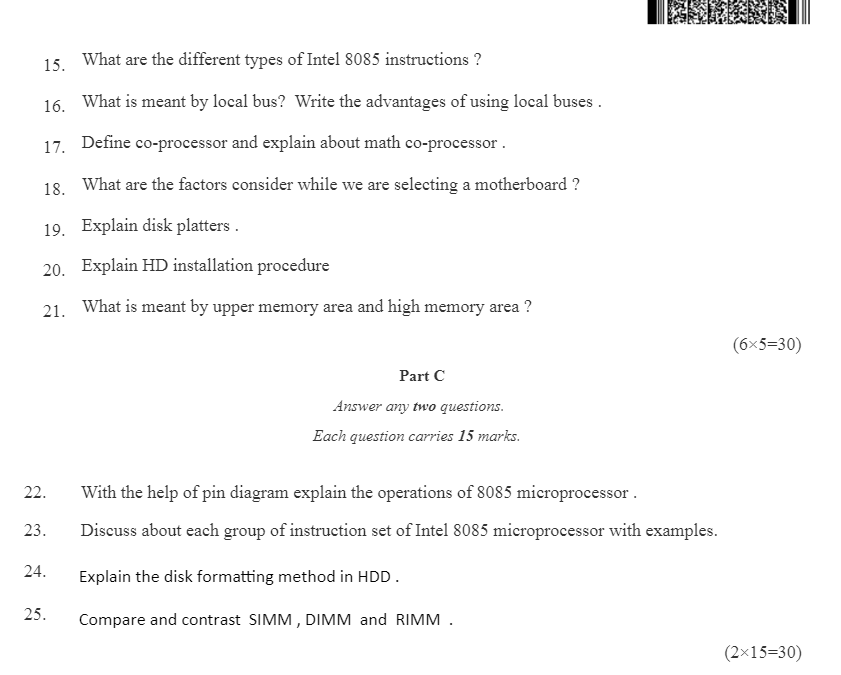 15. What are the different types of Intel 8085 instructions ?
16. What is meant by local bus? Write the advantages of using local buses .
17. Define co-processor and explain about math co-processor .
18. What are the factors consider while we are selecting a motherboard ?
19. Explain disk platters .
20. Explain HD installation procedure
21. What is meant by upper memory area and high memory area ?
(6×5=30)
Part C
Answer any two questions.
Each question carries 15 marks.
22. With the help of pin diagram explain the operations of 8085 microprocessor .
23. Discuss about each group of instruction set of Intel 8085 microprocessor with examples.
24. Explain the disk formatting method in HDD .
25. Compare and contrast SIMM , DIMM and RIMM .
(2×15=30)